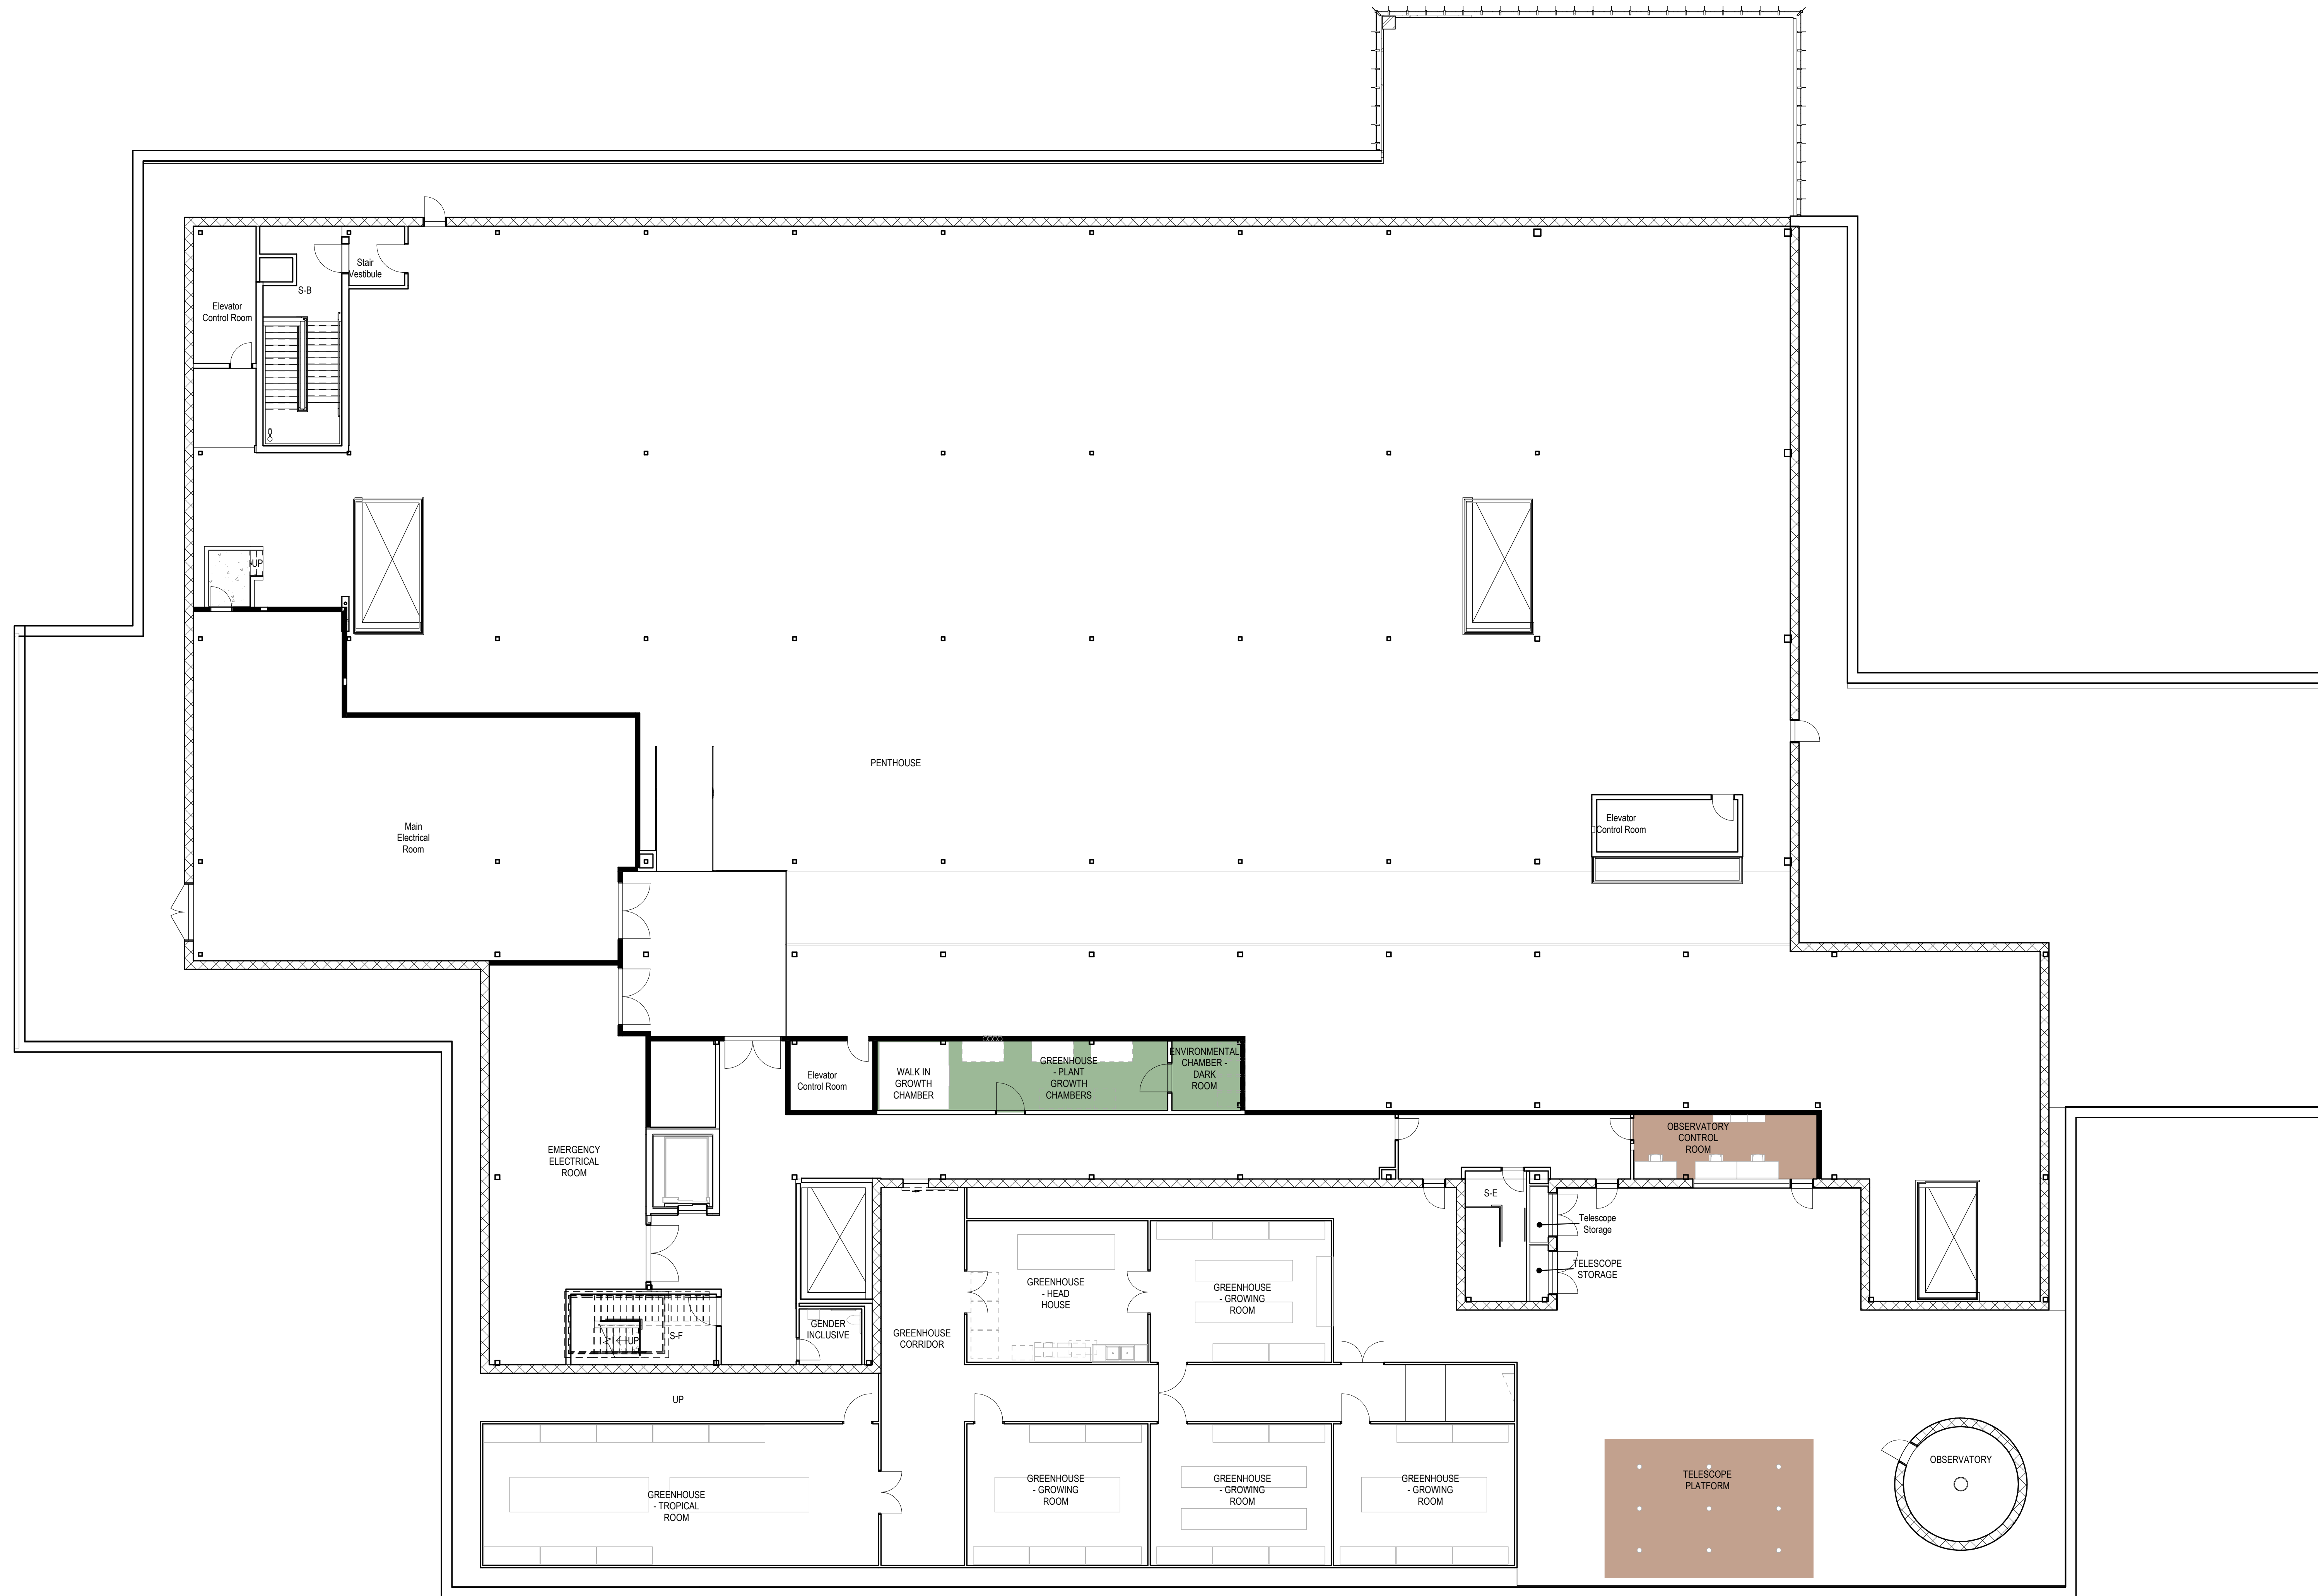 Stair
Vestibule
S-B
Elevator
Control Room
UP
PENTHOUSE
Main
Electrical
Room
Elevator
Control Room
Elevator
Control Room
WALK IN
GROWTH
CHAMBER
GREENHOUSE
- PLANT
GROWTH
CHAMBERS
ENVIRONMENTAL
CHAMBER -
DARK
ROOM
OBSERVATORY
CONTROL
ROOM
EMERGENCY
ELECTRICAL
ROOM
S-E
Telescope
Storage
TELESCOPE
STORAGE
GREENHOUSE
- HEAD
HOUSE
GREENHOUSE
- GROWING
ROOM
GENDER
INCLUSIVE
S-F
UP
GREENHOUSE
CORRIDOR
UP
GREENHOUSE
- TROPICAL
ROOM
GREENHOUSE
- GROWING
ROOM
GREENHOUSE
- GROWING
ROOM
GREENHOUSE
- GROWING
ROOM
TELESCOPE
PLATFORM
OBSERVATORY